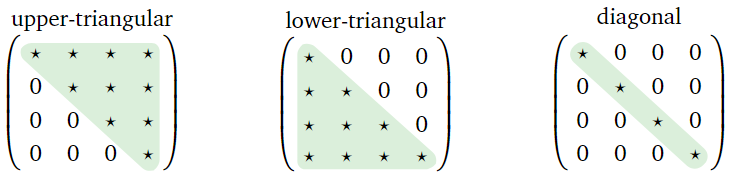 upper-triangular lower-triangular diagonal
⋆ ⋆ ⋆ ⋆ ⋆ 0 0 0 ⋆ 0 0 0
0 ⋆ ⋆ ⋆ ⋆ ⋆ 0 0 0 ⋆ 0 0
0 0 ⋆ ⋆ ⋆ ⋆ ⋆ 0 0 0 ⋆ 0
0 0 0 ⋆ ⋆ ⋆ ⋆ ⋆ 0 0 0 ⋆